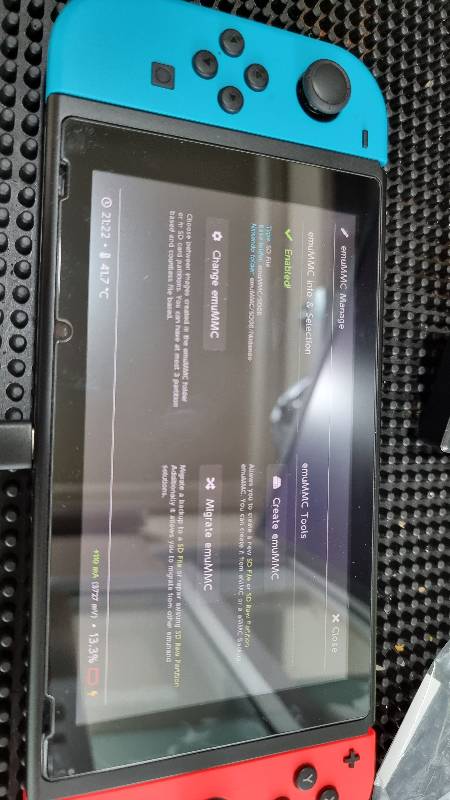 emuMMC Manage
Close
emuMMC Info & Selection
Enabled!
Type: SD File
Base folder: emuMMC/SD00
Nintendo folder: emuMMC/SD00/Nintendo
Change emuMMC
Choose between images created in the emuMMC folder
or in SD card partitions. You can have at most 3 partition
based and countless file based.
emuMMC Tools
Create emuMMC
Allows you to create a new SD File or SD Raw Partition
emuMMC. You can create it from eMMC or a eMMC Backup.
Migrate emuMMC
Migrate a backup to a SD File or repair existing SD Raw Partition
Additionally it allows you to migrate from other emunand
solutions.
21:22 • 41.7 °C
+119 mA (3727 mV) • 13.3%
Y